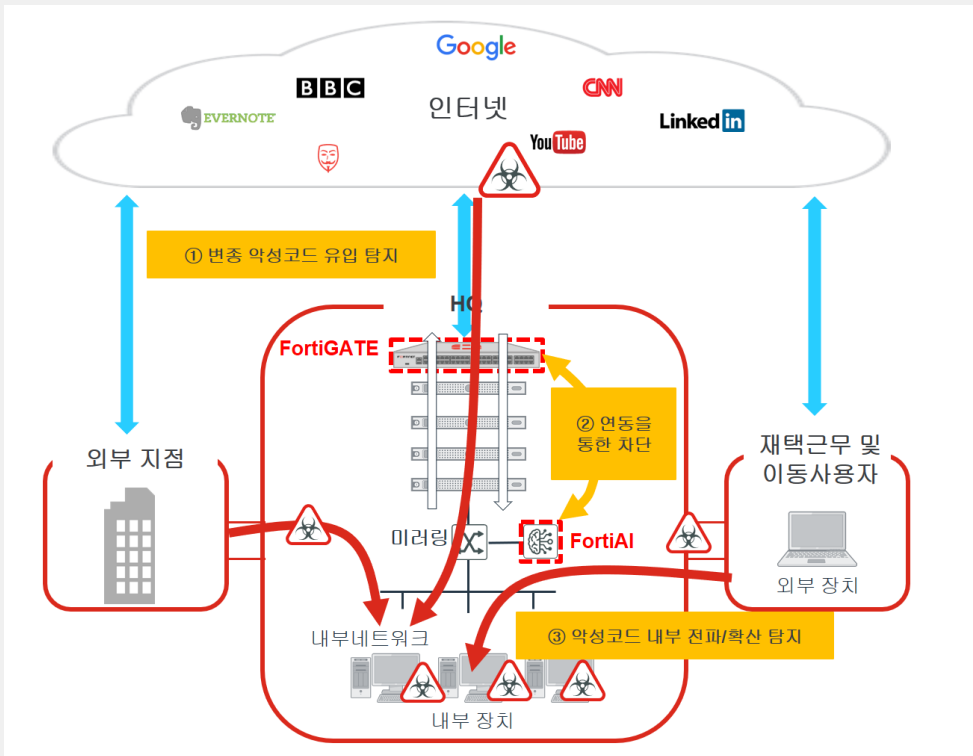 Google
BBC
CNN
인터넷
EVERNOTE
LinkedIn
YouTube
① 변종 악성코드 유입 탐지
HQ
FortiGATE
② 연동을
통한 차단
외부 지점
재택근무 및
이동사용자
미러링
FortiAI
외부 장치
③ 악성코드 내부 전파/확산 탐지
내부네트워크
내부 장치